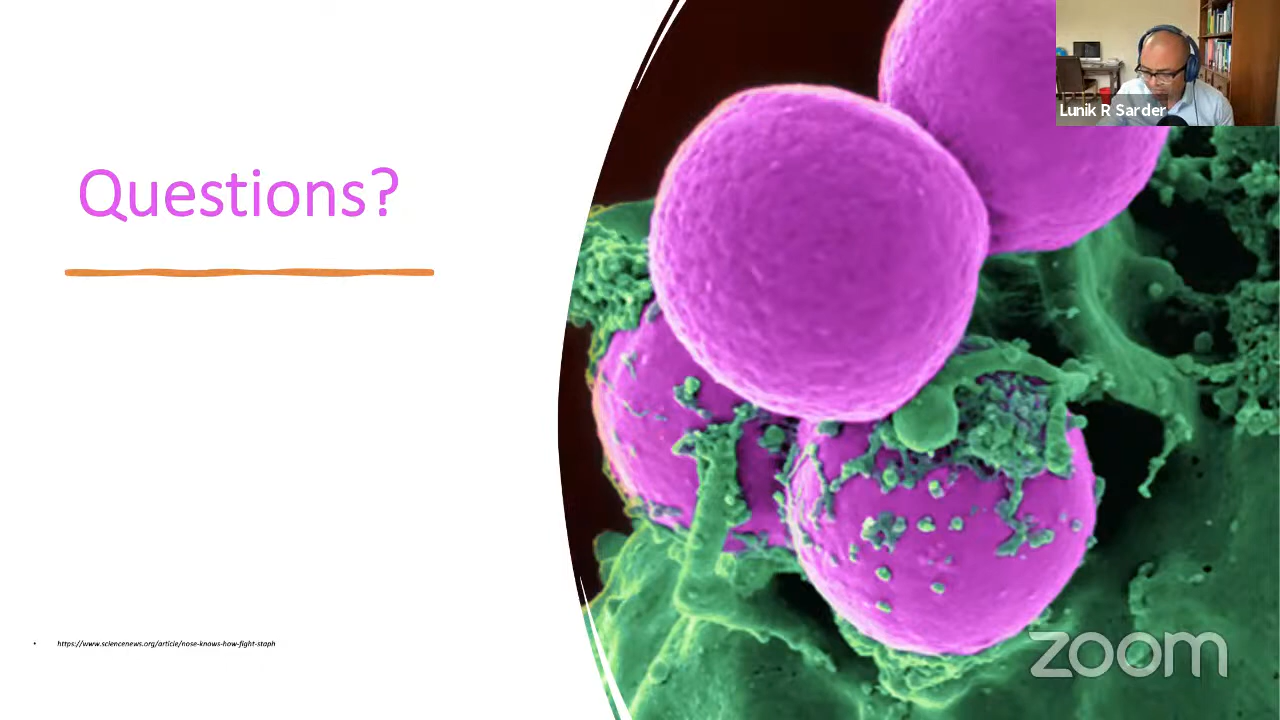 Lunik R Sarder
Questions?
• https://www.sciencenews.org/article/nose-knows-how-fight-staph
zoom